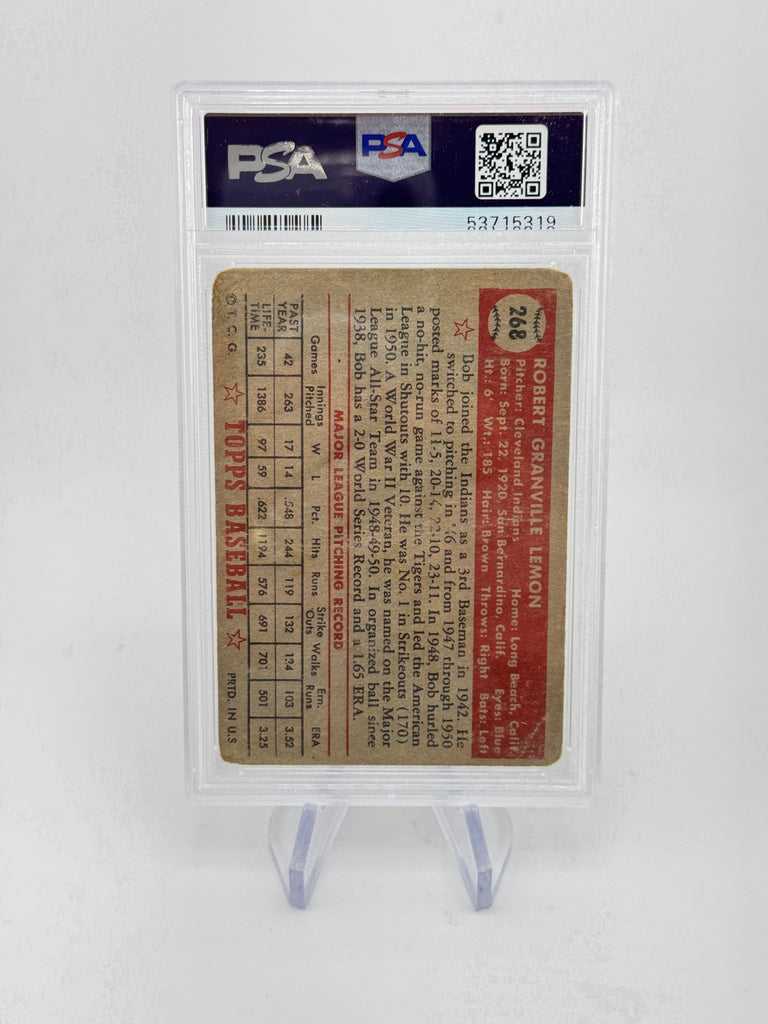 PSA
PSA
53715319
268
ROBERT GRANVILLE LEMON
Pitcher: Cleveland Indians Home: Long Beach, Calif.
Born: Sept. 22, 1920, San Bernardino, Calif. Eyes: Blue
Ht.: 6' Wt.: 185 Hair: Brown Throws: Right Bats: Left
Bob joined the Indians as a 3rd Baseman in 1942. He
switched to pitching in '46 and from 1947 through 1950
posted marks of 11-5, 20-14, 22-10, 23-11. In 1948, Bob hurled
a no-hit, no-run game against the Tigers and led the American
League in Shutouts with 10. He was No. 1 in Strikeouts (170)
in 1950. A World War II Veteran, he was named on the Major
League All-Star Team in 1948-49-50. In organized ball since
1938, Bob has a 2-0 World Series Record and a 1.65 ERA.
MAJOR LEAGUE PITCHING RECORD
Games Innings Pitched W L Pct. Hits Runs Strike Outs Walks Ern. Runs ERA
PAST YEAR 42 263 17 14 .548 244 119 132 124 103 3.52
LIFE-TIME 235 1386 97 59 .622 1194 576 691 701 501 3.25
© T. C. G. TOPPS BASEBALL PRTD. IN U.S